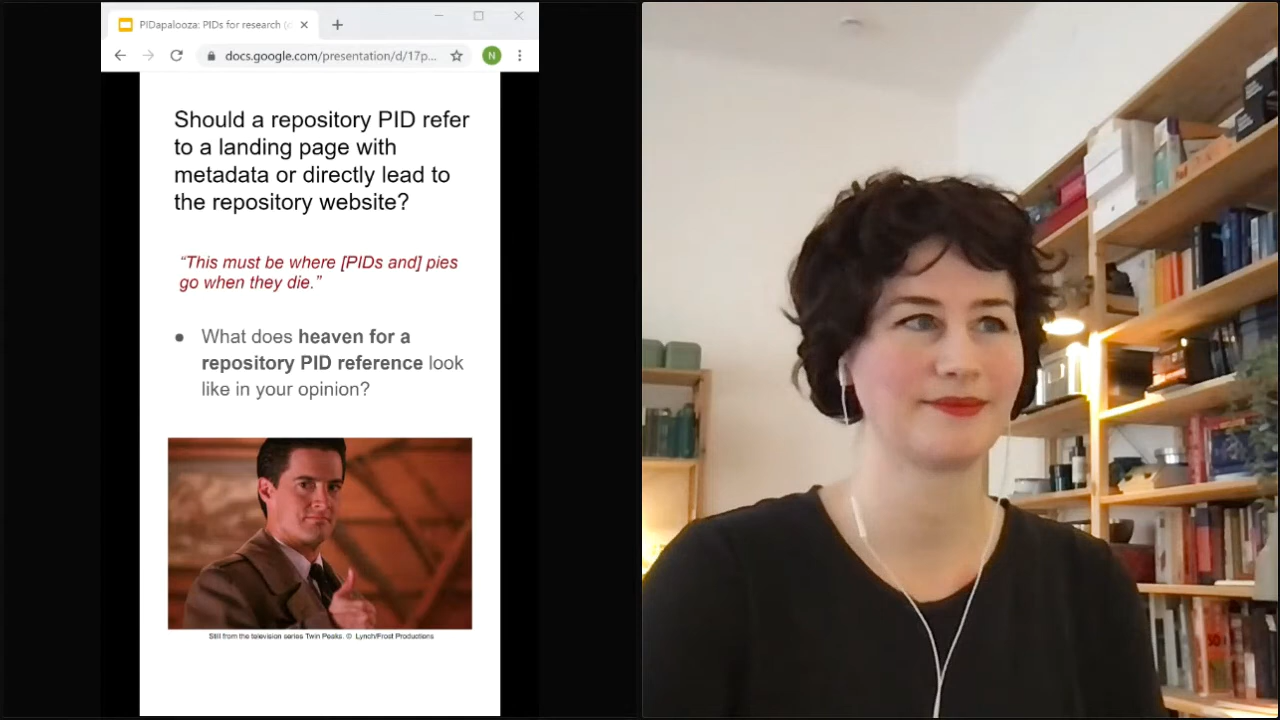 PIDapalooza: PIDs for research (
docs.google.com/presentation/d/17p...
N
Should a repository PID refer
to a landing page with
metadata or directly lead to
the repository website?
“This must be where [PIDs and] pies
go when they die.”
● What does heaven for a
repository PID reference look
like in your opinion?
Still from the television series Twin Peaks. © Lynch/Frost Productions